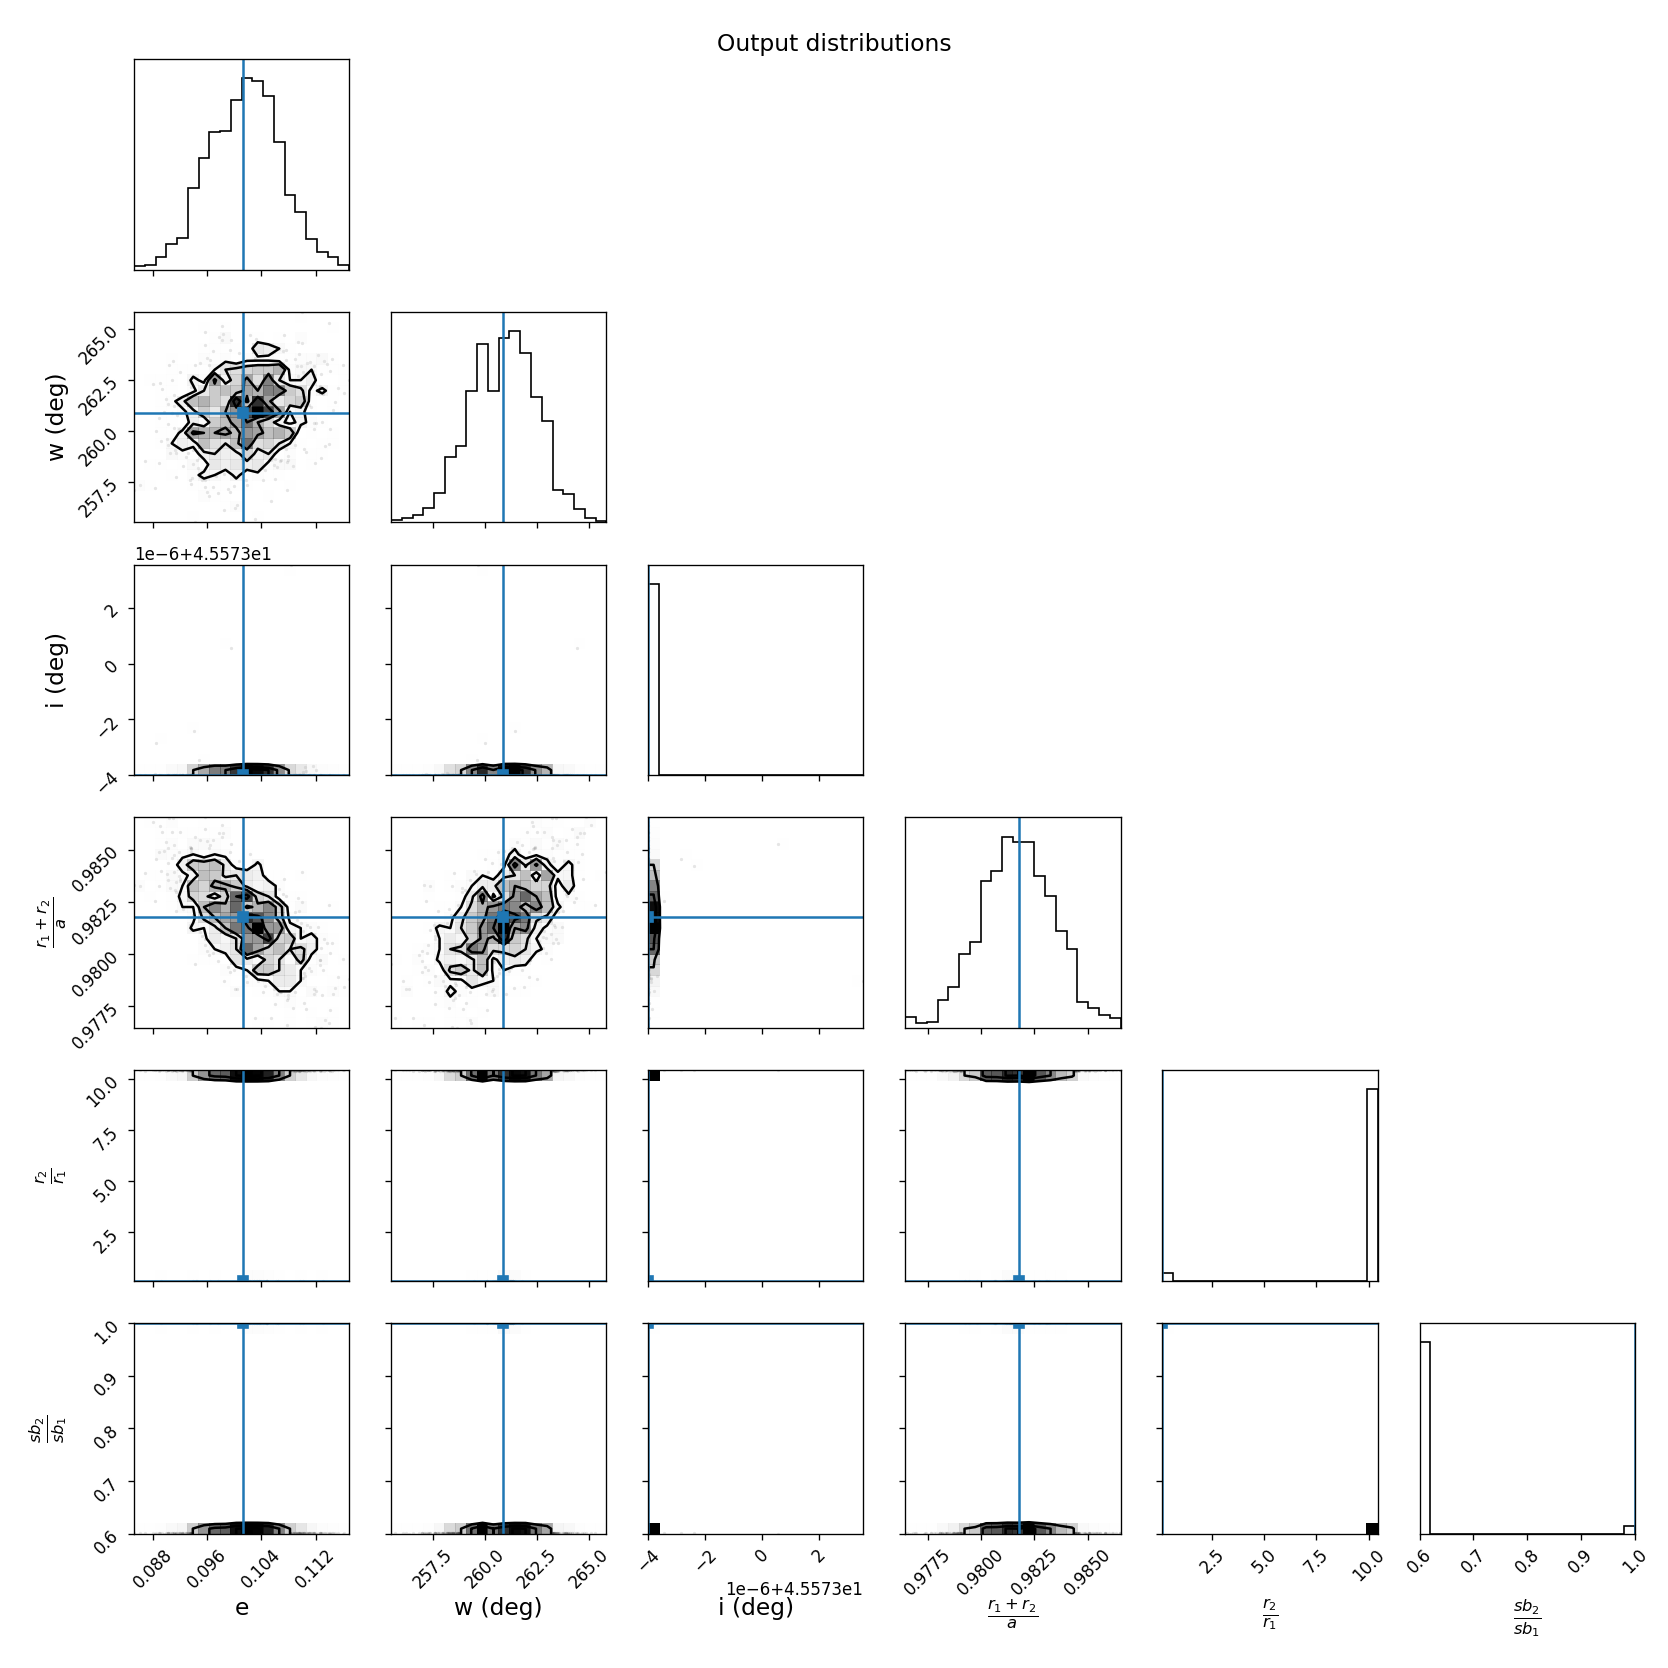 Output distributions
w (deg)
265.0
262.5
260.0
257.5
1e−6+4.5573e1
i (deg)
2
0
−2
−4
r1 + r2
a
0.9850
0.9825
0.9800
0.9775
r2
r1
10.0
7.5
5.0
2.5
sb2
sb1
1.0
0.9
0.8
0.7
0.6
0.088 0.096 0.104 0.112 257.5 260.0 262.5 265.0 −4 −2 0 2 0.9775 0.9800 0.9825 0.9850 2.5 5.0 7.5 10.0 0.6 0.7 0.8 0.9 1.0
1e−6+4.5573e1
e w (deg) i (deg) r1 + r2 r2 sb2
a r1 sb1